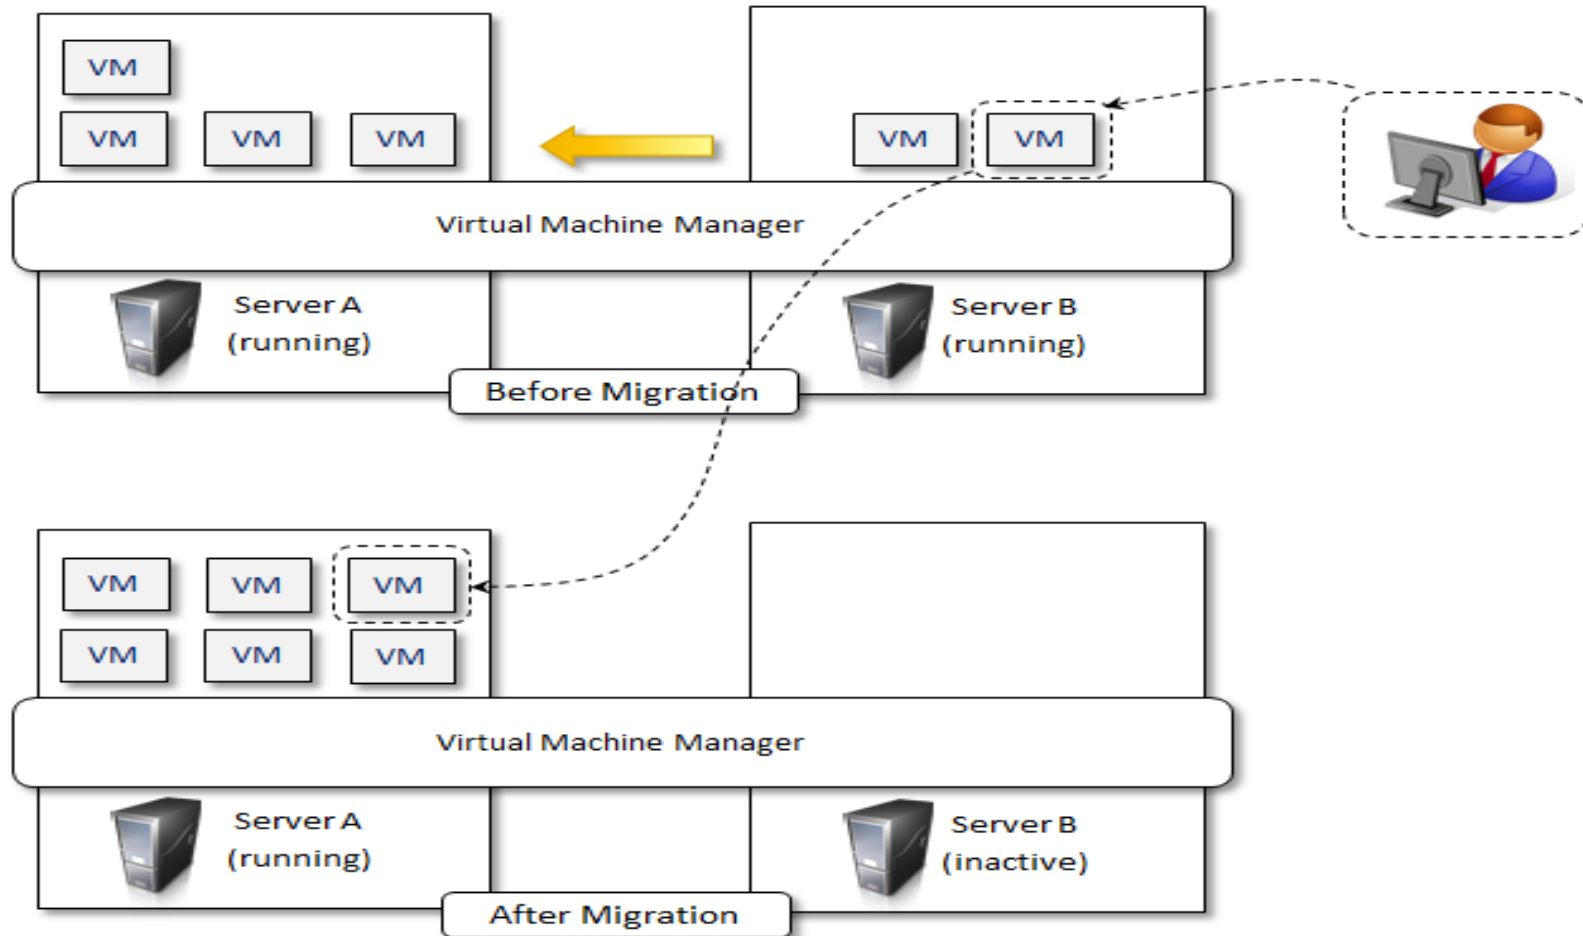 VM
VM VM VM
VM VM
Virtual Machine Manager
Server A
(running)
Server B
(running)
Before Migration
VM VM VM
VM VM VM
Virtual Machine Manager
Server A
(running)
Server B
(inactive)
After Migration